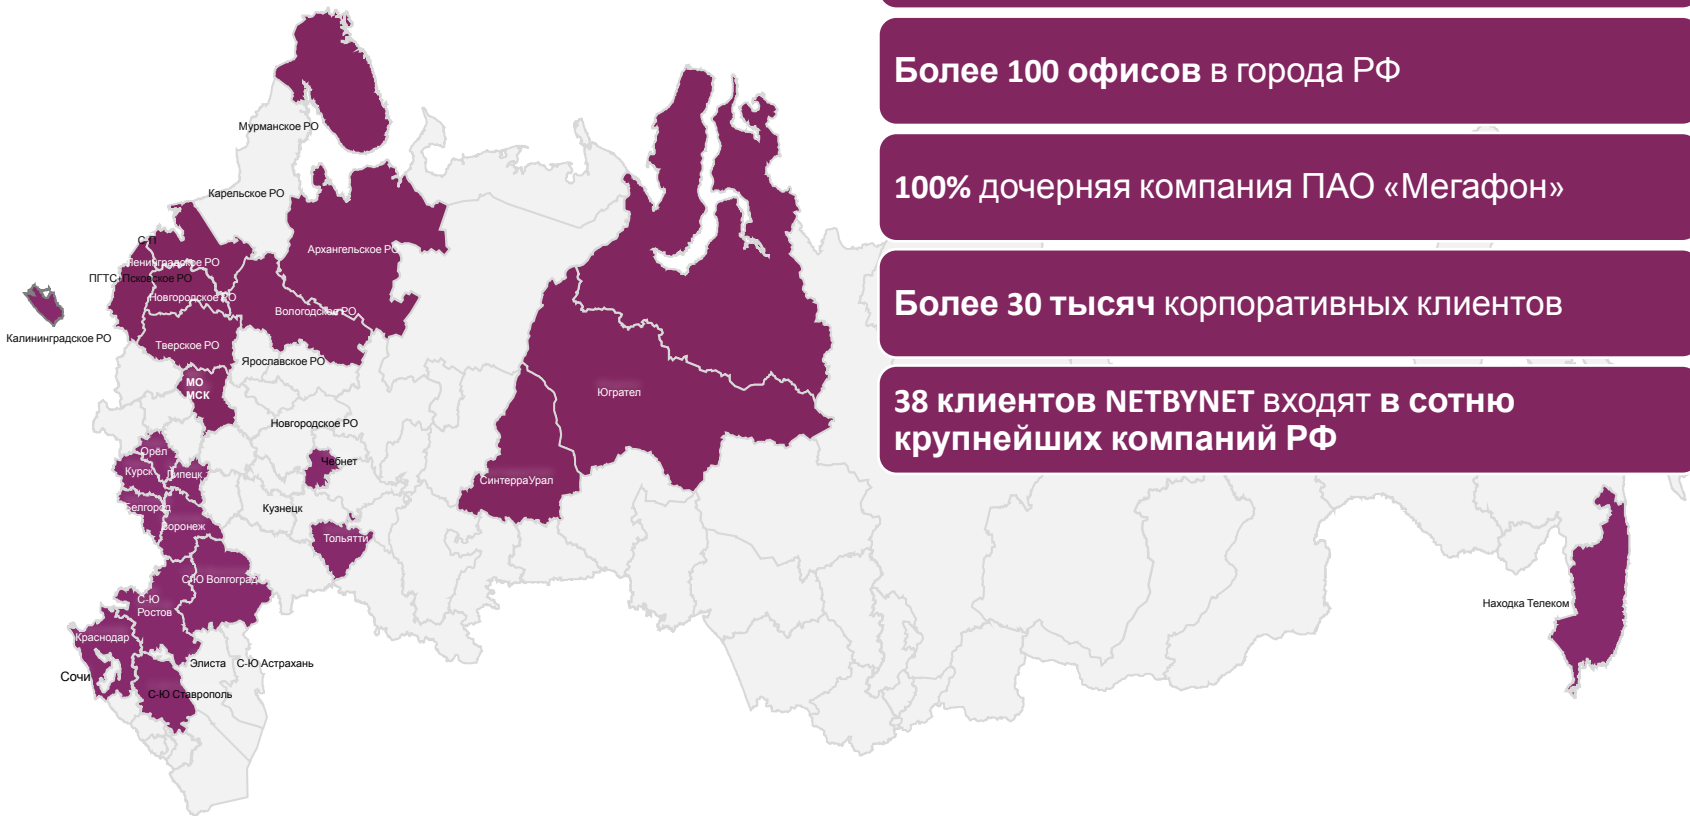 Более 100 офисов в города РФ
100% дочерняя компания ПАО «Мегафон»
Более 30 тысяч корпоративных клиентов
38 клиентов NETBYNET входят в сотню
крупнейших компаний РФ
Мурманское РО
Карельское РО
С-П
Архангельское РО
Ленинградское РО
ПГТС-Псковское РО
Новгородское РО
Вологодское РО
Калининградское РО
Тверское РО
Ярославское РО
МО
МСК
Югрател
Новгородское РО
Орёл
Чебнет
Курск
Липецк
СинтерраУрал
Белгород
Кузнецк
Воронеж
Тольятти
С-Ю Волгоград
С-Ю
Ростов
Находка Телеком
Краснодар
Элиста
С-Ю Астрахань
Сочи
С-Ю Ставрополь